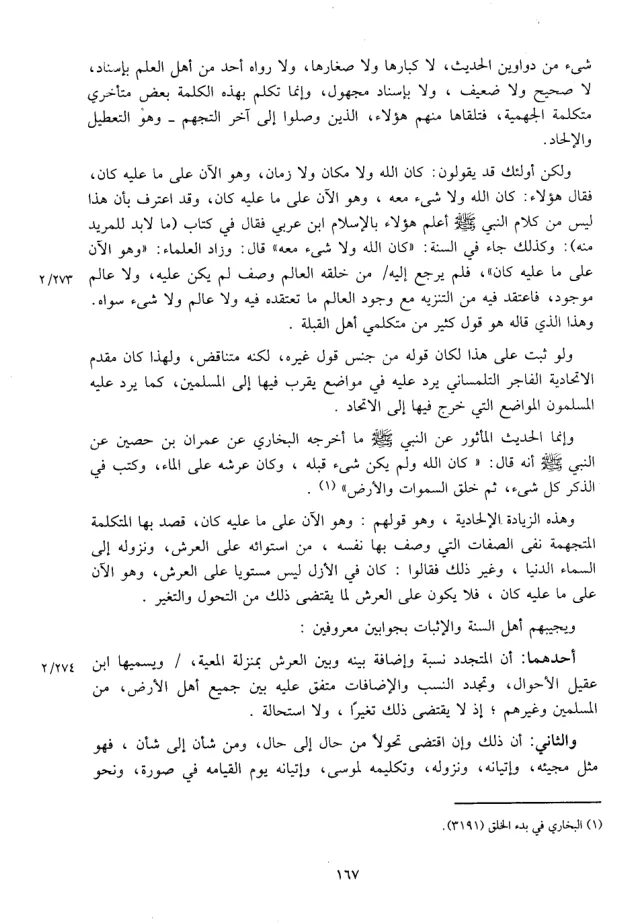 شىء من دواوين الحديث، لا كبارها ولا صغارها، ولا رواه أحد من أهل العلم بإسناد،
لا صحيح ولا ضعيف ، ولا بإسناد مجهول، وإنما تكلم بهذه الكلمة بعض متأخري
متكلمة الجهمية، فتلقاها منهم هؤلاء، الذين وصلوا إلى آخر التجهم ــ وهو التعطيل
والإلحاد.
ولكن أولئك قد يقولون: كان الله ولا مكان ولا زمان، وهو الآن على ما عليه كان،
فقال هؤلاء: كان الله ولا شىء معه ، وهو الآن على ما عليه كان، وقد اعترف بأن هذا
ليس من كلام النبي ﷺ أعلم هؤلاء بالإسلام ابن عربي فقال في كتاب (ما لابد للمريد
منه): وكذلك جاء في السنة: «كان الله ولا شىء معه» قال: وزاد العلماء: «وهو الآن
على ما عليه كان»، فلم يرجع إليه/ من خلقه العالم وصف لم يكن عليه، ولا عالم ٢/٢٧٣
موجود، فاعتقد فيه من التنزيه مع وجود العالم ما تعتقده فيه ولا عالم ولا شىء سواه.
وهذا الذي قاله هو قول كثير من متكلمي أهل القبلة .
ولو ثبت على هذا لكان قوله من جنس قول غيره، لكنه متناقض، ولهذا كان مقدم
الاتحادية الفاجر التلمساني يرد عليه في مواضع يقرب فيها إلى المسلمين، كما يرد عليه
المسلمون المواضع التي خرج فيها إلى الاتحاد .
وإنما الحديث المأثور عن النبي ﷺ ما أخرجه البخاري عن عمران بن حصين عن
النبي ﷺ أنه قال: « كان الله ولم يكن شىء قبله ، وكان عرشه على الماء، وكتب في
الذكر كل شىء، ثم خلق السموات والأرض» (١) .
وهذه الزيادة الإلحادية ، وهو قولهم : وهو الآن على ما عليه كان، قصد بها المتكلمة
المتجهمة نفى الصفات التي وصف بها نفسه ، من استوائه على العرش، ونزوله إلى
السماء الدنيا ، وغير ذلك فقالوا : كان في الأزل ليس مستويا على العرش، وهو الآن
على ما عليه كان ، فلا يكون على العرش لما يقتضى ذلك من التحول والتغير .
ويجيبهم أهل السنة والإثبات بجوابين معروفين :
أحدهما: أن المتجدد نسبة وإضافة بينه وبين العرش بمنزلة المعية، / ويسميها ابن ٢/٢٧٤
عقيل الأحوال، وتجدد النسب والإضافات متفق عليه بين جميع أهل الأرض، من
المسلمين وغيرهم ؛ إذ لا يقتضى ذلك تغيرًا ، ولا استحالة .
والثاني: أن ذلك وإن اقتضى تحولاً من حال إلى حال، ومن شأن إلى شأن ، فهو
مثل مجيئه، وإتيانه، ونزوله، وتكليمه لموسى، وإتيانه يوم القيامه في صورة، ونحو
(١) البخاري في بدء الخلق (٣١٩١).
١٦٧